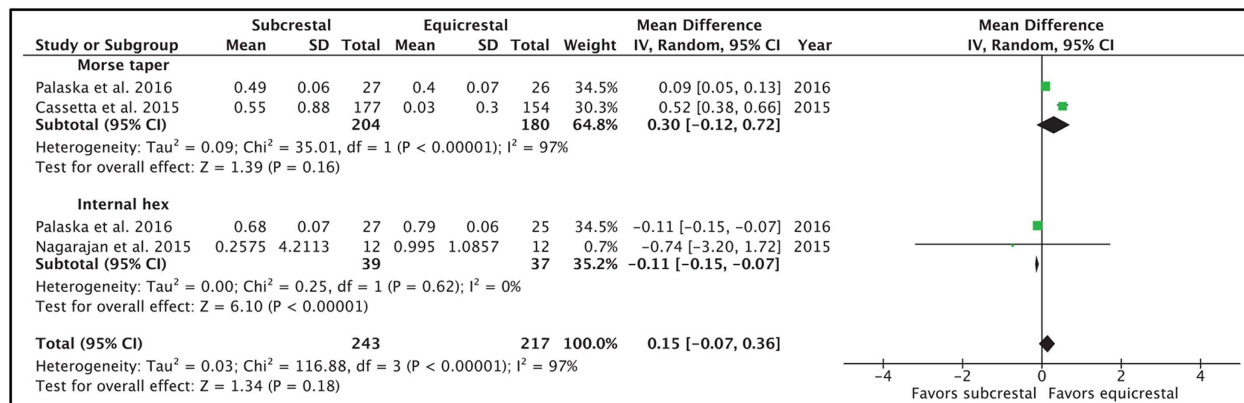 Subcrestal Equicrestal Mean Difference Mean Difference
Study or Subgroup Mean SD Total Mean SD Total Weight IV, Random, 95% CI Year IV, Random, 95% CI
Morse taper
Palaska et al. 2016 0.49 0.06 27 0.4 0.07 26 34.5% 0.09 [0.05, 0.13] 2016
Cassetta et al. 2015 0.55 0.88 177 0.03 0.3 154 30.3% 0.52 [0.38, 0.66] 2015
Subtotal (95% CI) 204 180 64.8% 0.30 [-0.12, 0.72]
Heterogeneity: Tau² = 0.09; Chi² = 35.01, df = 1 (P < 0.00001); I² = 97%
Test for overall effect: Z = 1.39 (P = 0.16)
Internal hex
Palaska et al. 2016 0.68 0.07 27 0.79 0.06 25 34.5% -0.11 [-0.15, -0.07] 2016
Nagarajan et al. 2015 0.2575 4.2113 12 0.995 1.0857 12 0.7% -0.74 [-3.20, 1.72] 2015
Subtotal (95% CI) 39 37 35.2% -0.11 [-0.15, -0.07]
Heterogeneity: Tau² = 0.00; Chi² = 0.25, df = 1 (P = 0.62); I² = 0%
Test for overall effect: Z = 6.10 (P < 0.00001)
Total (95% CI) 243 217 100.0% 0.15 [-0.07, 0.36]
Heterogeneity: Tau² = 0.03; Chi² = 116.88, df = 3 (P < 0.00001); I² = 97%
Test for overall effect: Z = 1.34 (P = 0.18)
-4 -2 0 2 4
Favors subcrestal Favors equicrestal